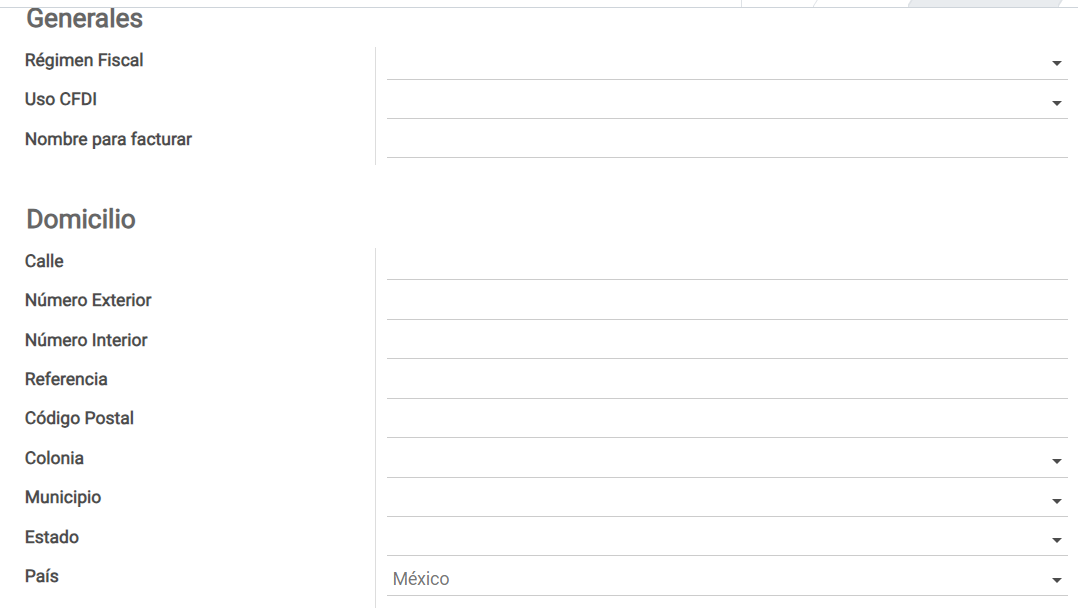 Generales
Régimen Fiscal
Uso CFDI
Nombre para facturar
Domicilio
Calle
Número Exterior
Número Interior
Referencia
Código Postal
Colonia
Municipio
Estado
País México